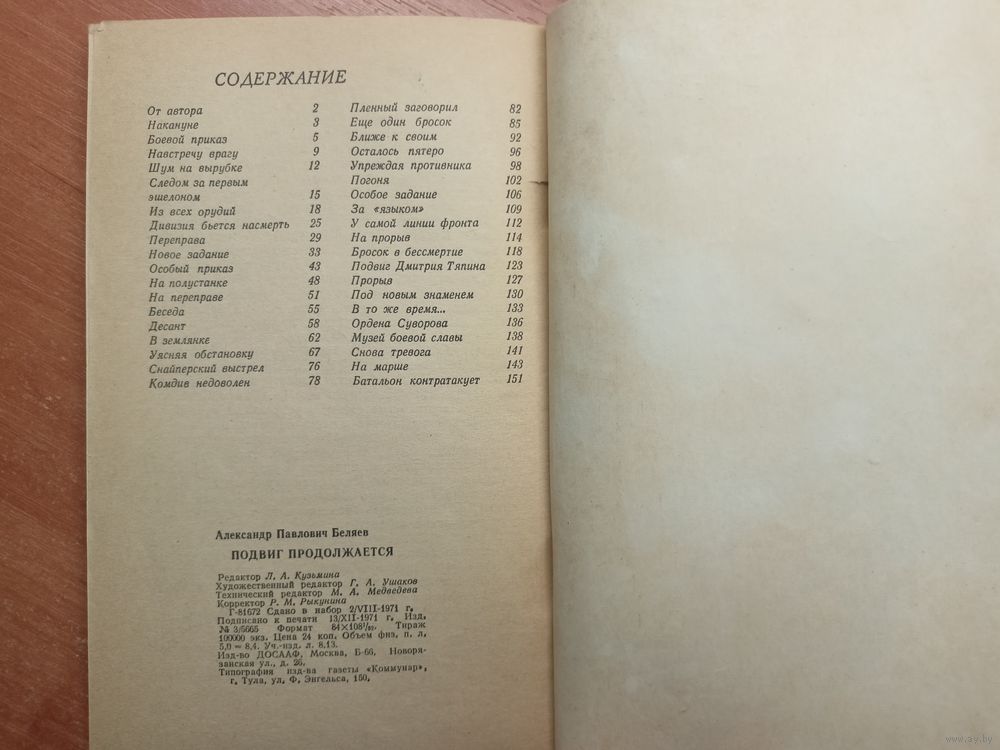 СОДЕРЖАНИЕ
От автора 2
Накануне 3
Боевой приказ 5
Навстречу врагу 9
Шум на вырубке 12
Следом за первым
эшелоном 15
Из всех орудий 18
Дивизия бьется насмерть 25
Переправа 29
Новое задание 33
Особый приказ 43
На полустанке 48
На переправе 51
Беседа 55
Десант 58
В землянке 62
Уясняя обстановку 67
Снайперский выстрел 76
Комдив недоволен 78
Пленный заговорил 82
Еще один бросок 85
Ближе к своим 92
Осталось пятеро 96
Упреждая противника 98
Погоня 102
Особое задание 106
За «языком» 109
У самой линии фронта 112
На прорыв 114
Бросок в бессмертие 118
Подвиг Дмитрия Тяпина 123
Прорыв 127
Под новым знаменем 130
В то же время... 133
Ордена Суворова 136
Музей боевой славы 138
Снова тревога 141
На марше 143
Батальон контратакует 151
Александр Павлович Беляев
ПОДВИГ ПРОДОЛЖАЕТСЯ
Редактор Л. А. Кузьмина
Художественный редактор Г. А. Ушаков
Технический редактор М. А. Медведева
Корректор Р. М. Рыкунина
Г-81672 Сдано в набор 2/VIII-1971 г.
Подписано к печати 13/XII-1971 г. Изд.
№ 3/5665 Формат 84×108¹/₃₂. Тираж
100000 экз. Цена 24 коп. Объем физ. п. л.
5,0 = 8,4. Уч.-изд. л. 8,13.
Изд-во ДОСААФ, Москва, Б-66, Новоря-
занская ул., д. 26.
Типография изд-ва газеты «Коммунар»,
г. Тула, ул. Ф. Энгельса, 150.
www.ay.by